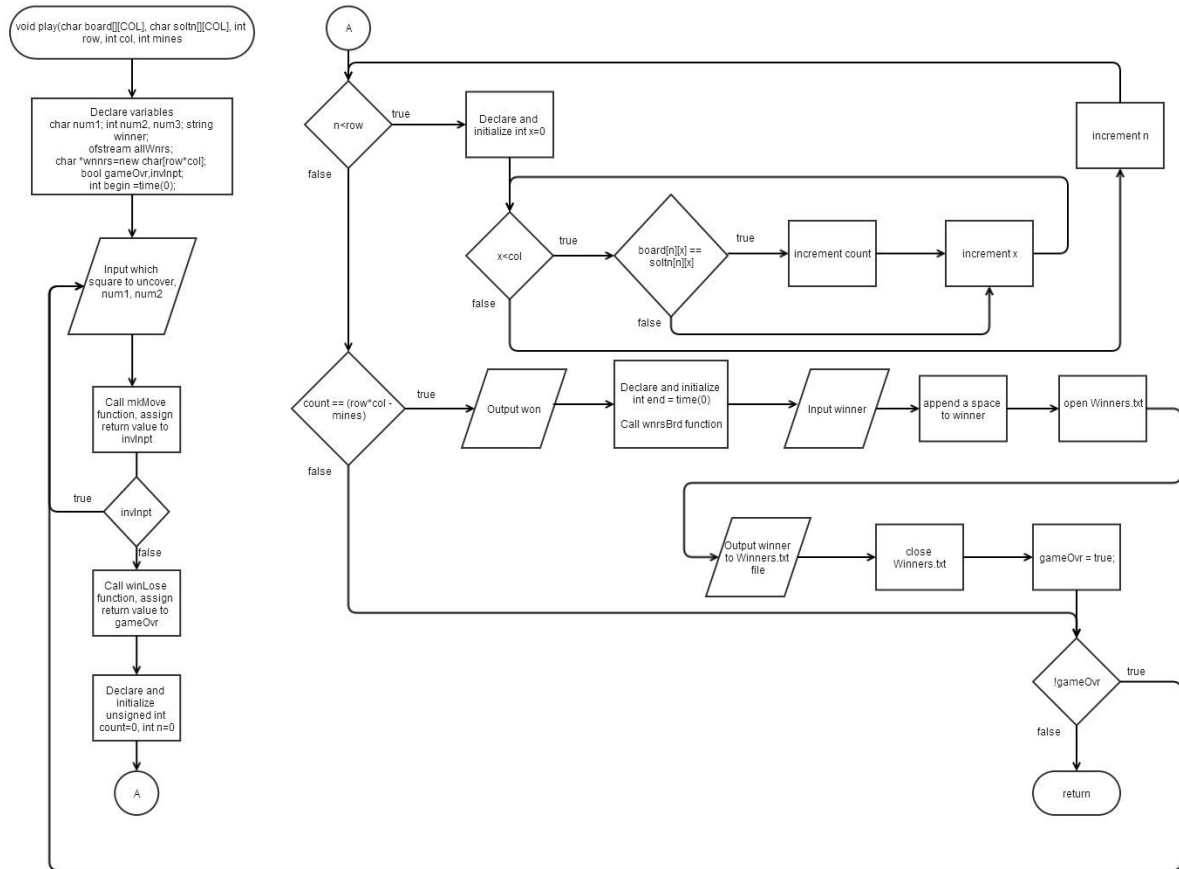 void play(char board[][COL], char soltn[][COL], int
row, int col, int mines
Declare variables
char num1; int num2, num3; string
winner;
ofstream allWnrs;
char *wnnrs=new char[row*col];
bool gameOvr,invInpt;
int begin =time(0);
Input which
square to uncover,
num1, num2
Call mkMove
function, assign
return value to
invInpt
true
invInpt
false
Call winLose
function, assign
return value to
gameOvr
Declare and
initialize
unsigned int
count=0, int n=0
A
A
n<row
true
false
Declare and
initialize int x=0
increment n
x<col
true
false
board[n][x] ==
soltn[n][x]
true
false
increment count
increment x
count == (row*col -
mines)
true
false
Output won
Declare and initialize
int end = time(0)
Call wnrsBrd function
Input winner
append a space
to winner
open Winners.txt
Output winner
to Winners.txt
file
close
Winners.txt
gameOvr = true;
!gameOvr
true
false
return